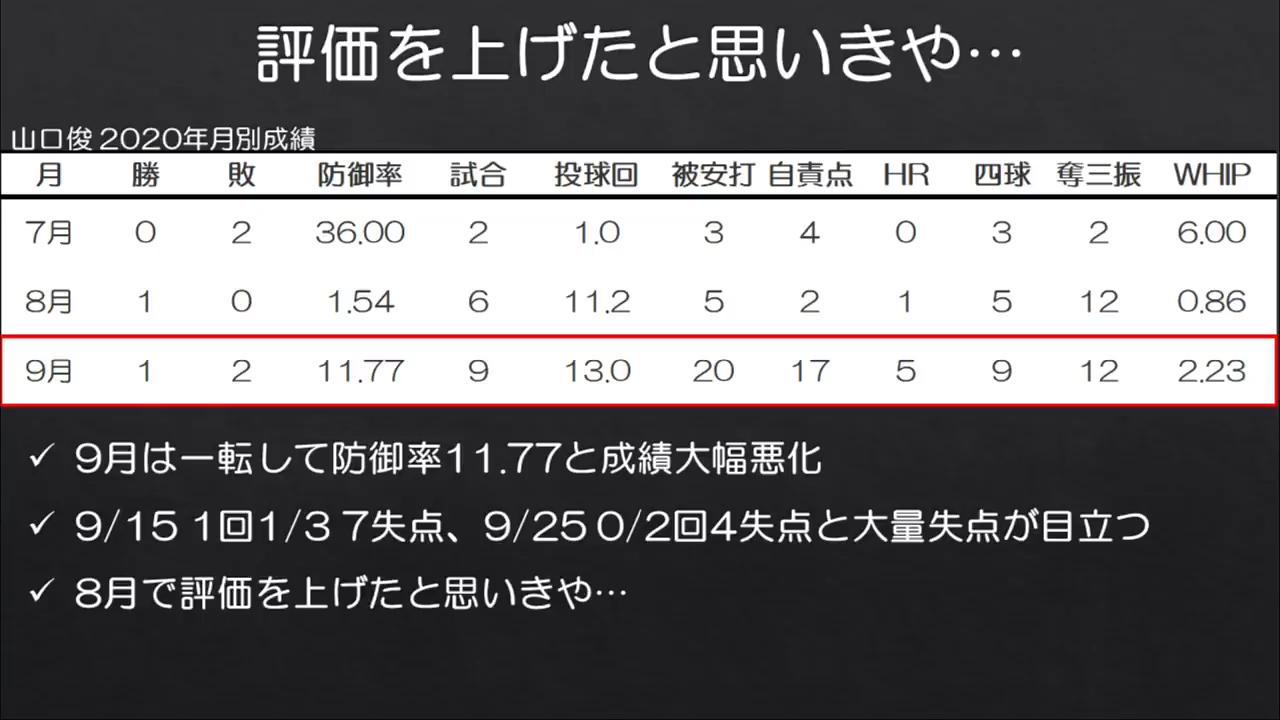 評価を上げたと思いきや…
山口俊 2020年月別成績
月 勝 敗 防御率 試合 投球回 被安打 自責点 HR 四球 奪三振 WHIP
7月 0 2 36.00 2 1.0 3 4 0 3 2 6.00
8月 1 0 1.54 6 11.2 5 2 1 5 12 0.86
9月 1 2 11.77 9 13.0 20 17 5 9 12 2.23
✓ 9月は一転して防御率11.77と成績大幅悪化
✓ 9/15 1回1/3 7失点、9/25 0/2回4失点と大量失点が目立つ
✓ 8月で評価を上げたと思いきや…